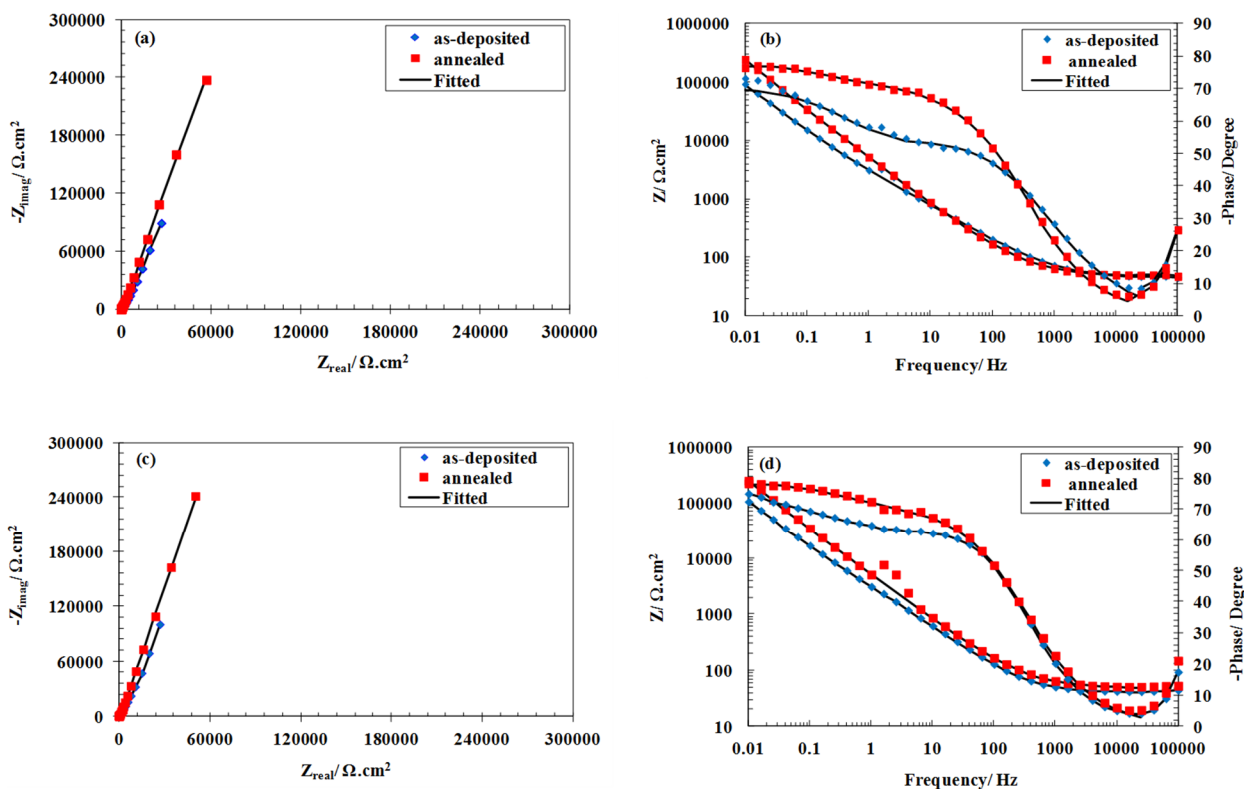 (a)
as-deposited
annealed
Fitted
300000
240000
180000
120000
60000
0
-Zimag/ Ω.cm²
0 60000 120000 180000 240000 300000
Zreal/ Ω.cm²
(b)
as-deposited
annealed
Fitted
1000000
100000
10000
1000
100
10
Z/ Ω.cm²
90
80
70
60
50
40
30
20
10
0
-Phase/ Degree
0.01 0.1 1 10 100 1000 10000 100000
Frequency/ Hz
(c)
as-deposited
annealed
Fitted
300000
240000
180000
120000
60000
0
-Zimag/ Ω.cm²
0 60000 120000 180000 240000 300000
Zreal/ Ω.cm²
(d)
as-deposited
annealed
Fitted
1000000
100000
10000
1000
100
10
Z/ Ω.cm²
90
80
70
60
50
40
30
20
10
0
-Phase/ Degree
0.01 0.1 1 10 100 1000 10000 100000
Frequency/ Hz